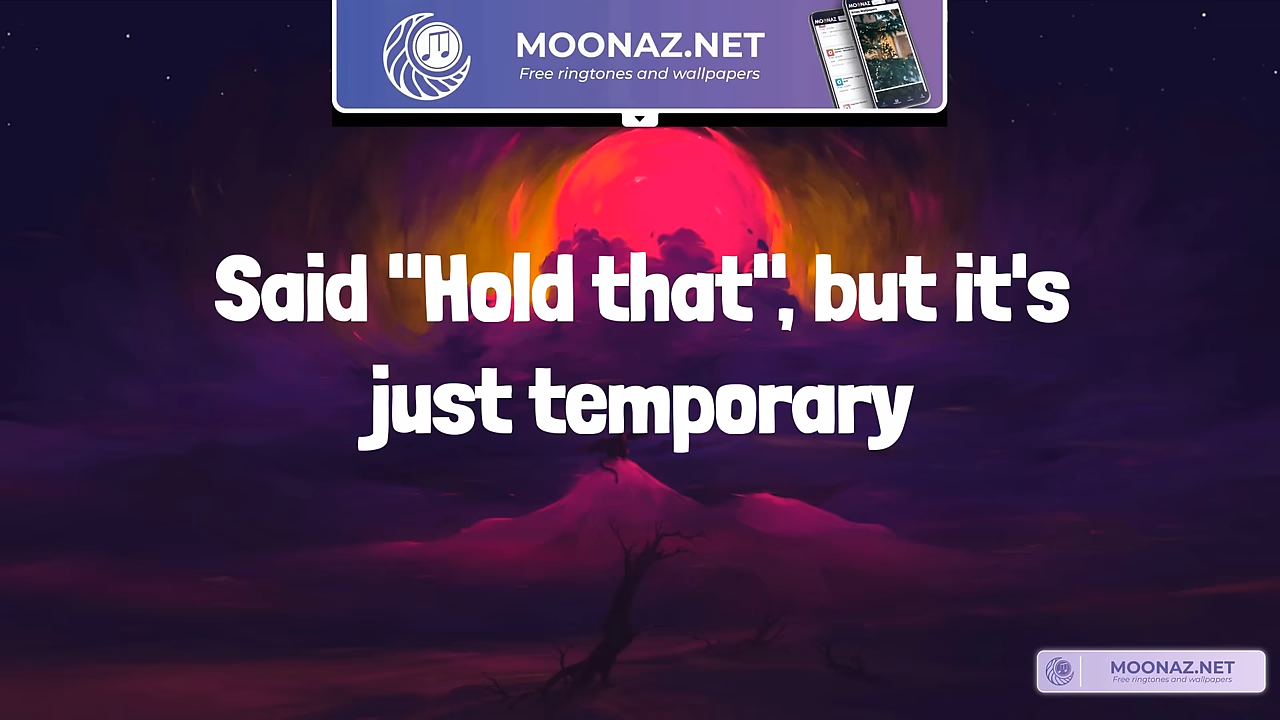 MOONAZ.NET
Free ringtones and wallpapers
Said "Hold that", but it's
just temporary
MOONAZ.NET
Free ringtones and wallpapers